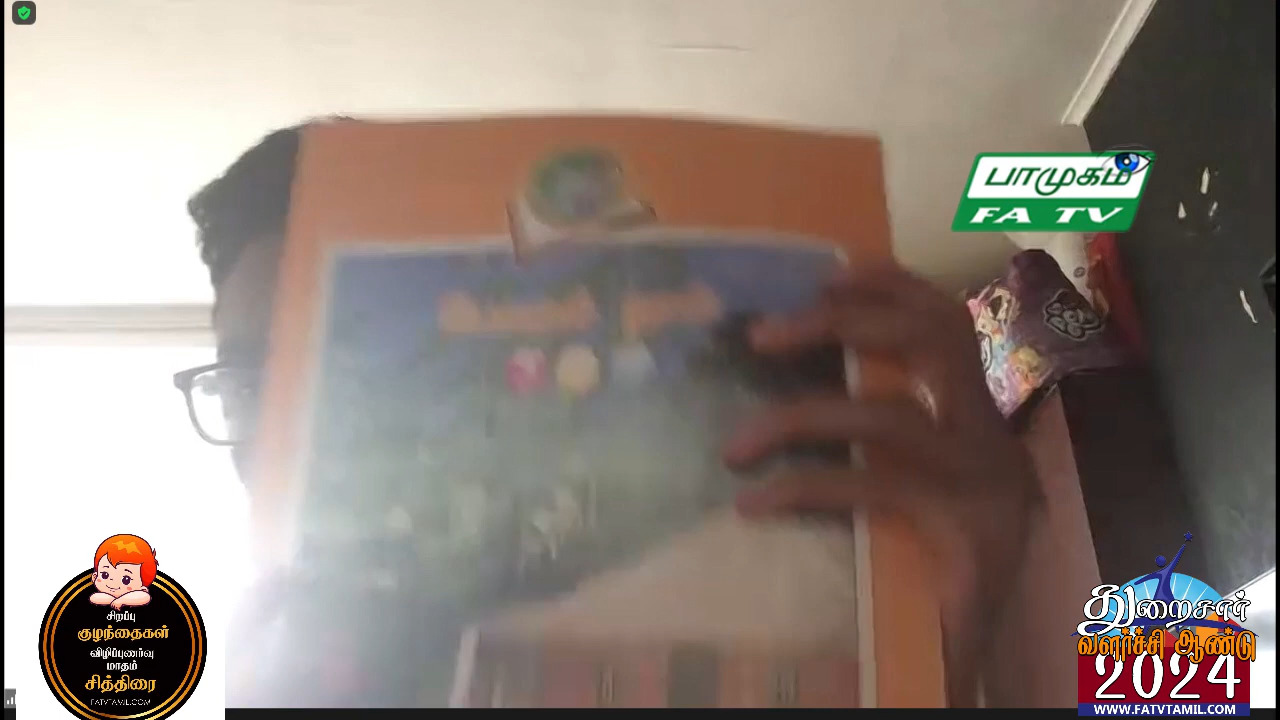 பாமுகம்
FA TV
சிறப்பு
குழந்தைகள்
விழிப்புணர்வு
மாதம்
சித்திரை
FATVTAMIL.COM
துறைசார்
வளர்ச்சி ஆண்டு
2024
WWW.FATVTAMIL.COM